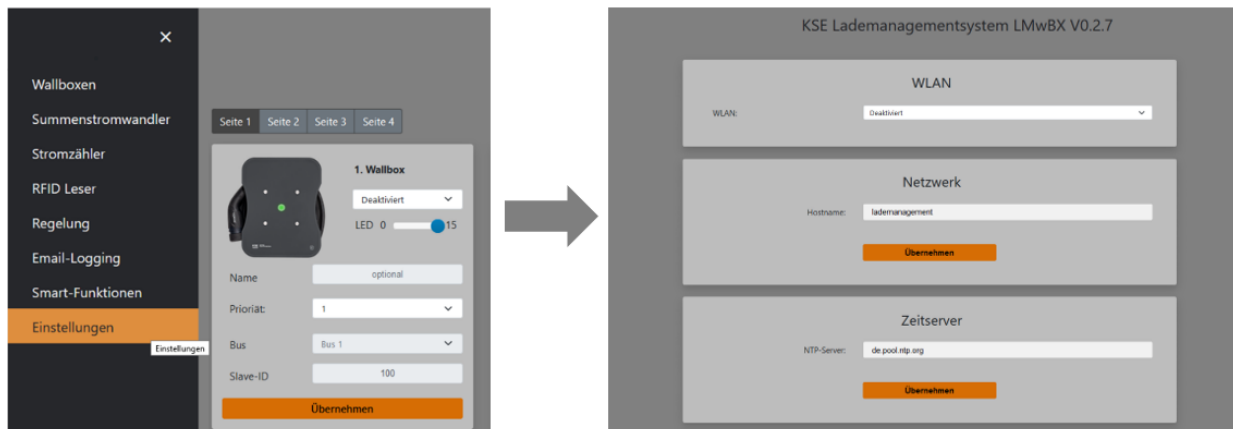 Wallboxen
Summenstromwandler
Stromzähler
RFID Leser
Regelung
Email-Logging
Smart-Funktionen
Einstellungen
Einstellungen
Seite 1 Seite 2 Seite 3 Seite 4
1. Wallbox
Deaktiviert
LED 0 15
Name optional
Prioriät: 1
Bus Bus 1
Slave-ID 100
Übernehmen
KSE Lademanagementsystem LMwBX V0.2.7
WLAN
WLAN: Deaktiviert
Netzwerk
Hostname: lademanagement
Übernehmen
Zeitserver
NTP-Server: de.pool.ntp.org
Übernehmen